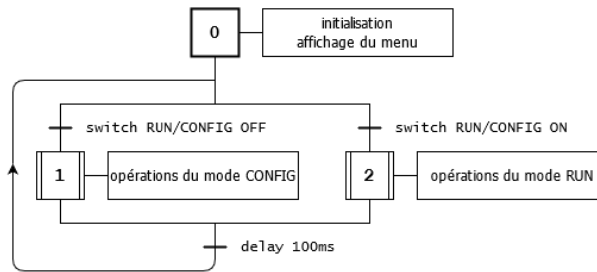 0
initialisation
affichage du menu
switch RUN/CONFIG OFF
switch RUN/CONFIG ON
1
opérations du mode CONFIG
2
opérations du mode RUN
delay 100ms